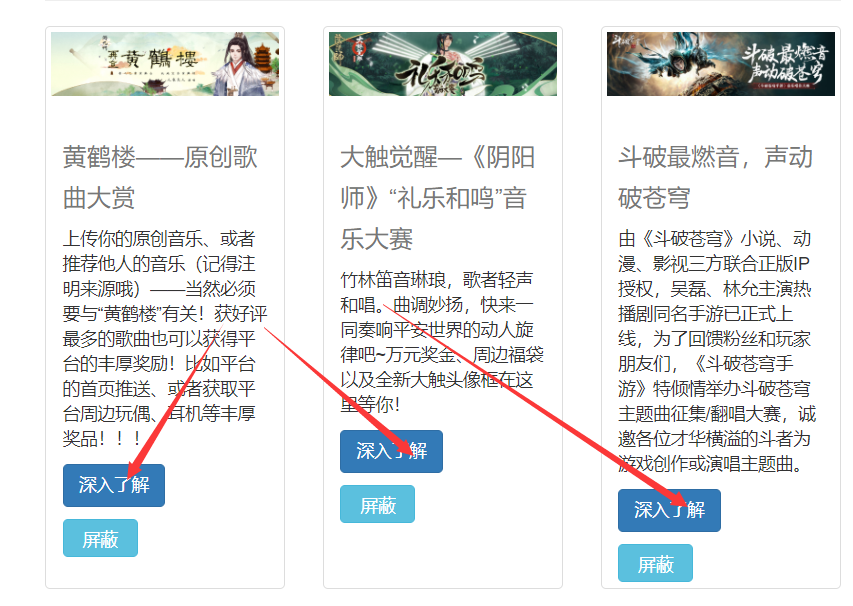 再登
黄鹤楼
黄鹤楼——原创歌
曲大赏
上传你的原创音乐、或者
推荐他人的音乐（记得注
明来源哦）——当然必须
要与“黄鹤楼”有关！获好评
最多的歌曲也可以获得平
台的丰厚奖励！比如平台
的首页推送、或者获取平
台周边玩偶、耳机等丰厚
奖品！！！
深入了解
屏蔽
礼乐和鸣
大触觉醒—《阴阳
师》“礼乐和鸣”音
乐大赛
竹林笛音琳琅，歌者轻声
和唱。曲调妙扬，快来一
同奏响平安世界的动人旋
律吧~万元奖金、周边福袋
以及全新大触头像框在这
里等你！
深入了解
屏蔽
斗破最燃音
声动破苍穹
斗破最燃音，声动
破苍穹
由《斗破苍穹》小说、动
漫、影视三方联合正版IP
授权，吴磊、林允主演热
播剧同名手游已正式上
线，为了回馈粉丝和玩家
朋友们，《斗破苍穹手
游》特倾情举办斗破苍穹
主题曲征集/翻唱大赛，诚
邀各位才华横溢的斗者为
游戏创作或演唱主题曲。
深入了解
屏蔽